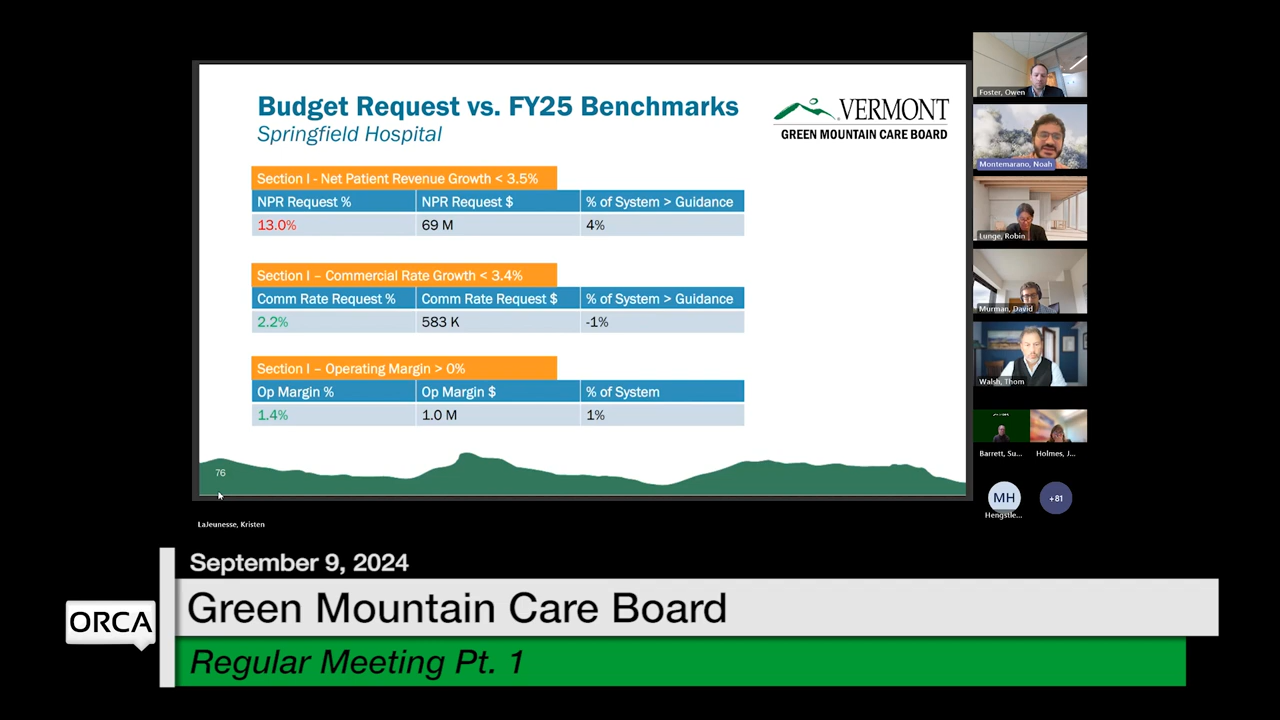 Budget Request vs. FY25 Benchmarks
Springfield Hospital
VERMONT
GREEN MOUNTAIN CARE BOARD
Section I - Net Patient Revenue Growth < 3.5%
NPR Request % NPR Request $ % of System > Guidance
13.0% 69 M 4%
Section I – Commercial Rate Growth < 3.4%
Comm Rate Request % Comm Rate Request $ % of System > Guidance
2.2% 583 K -1%
Section I – Operating Margin > 0%
Op Margin % Op Margin $ % of System
1.4% 1.0 M 1%
76
LaJeunesse, Kristen
Foster, Owen
Montemarano, Noah
Lunge, Robin
Murman, David
Walsh, Thom
Barrett, Su... Holmes, J...
MH +81
Hengstle...
September 9, 2024
ORCA
Green Mountain Care Board
Regular Meeting Pt. 1